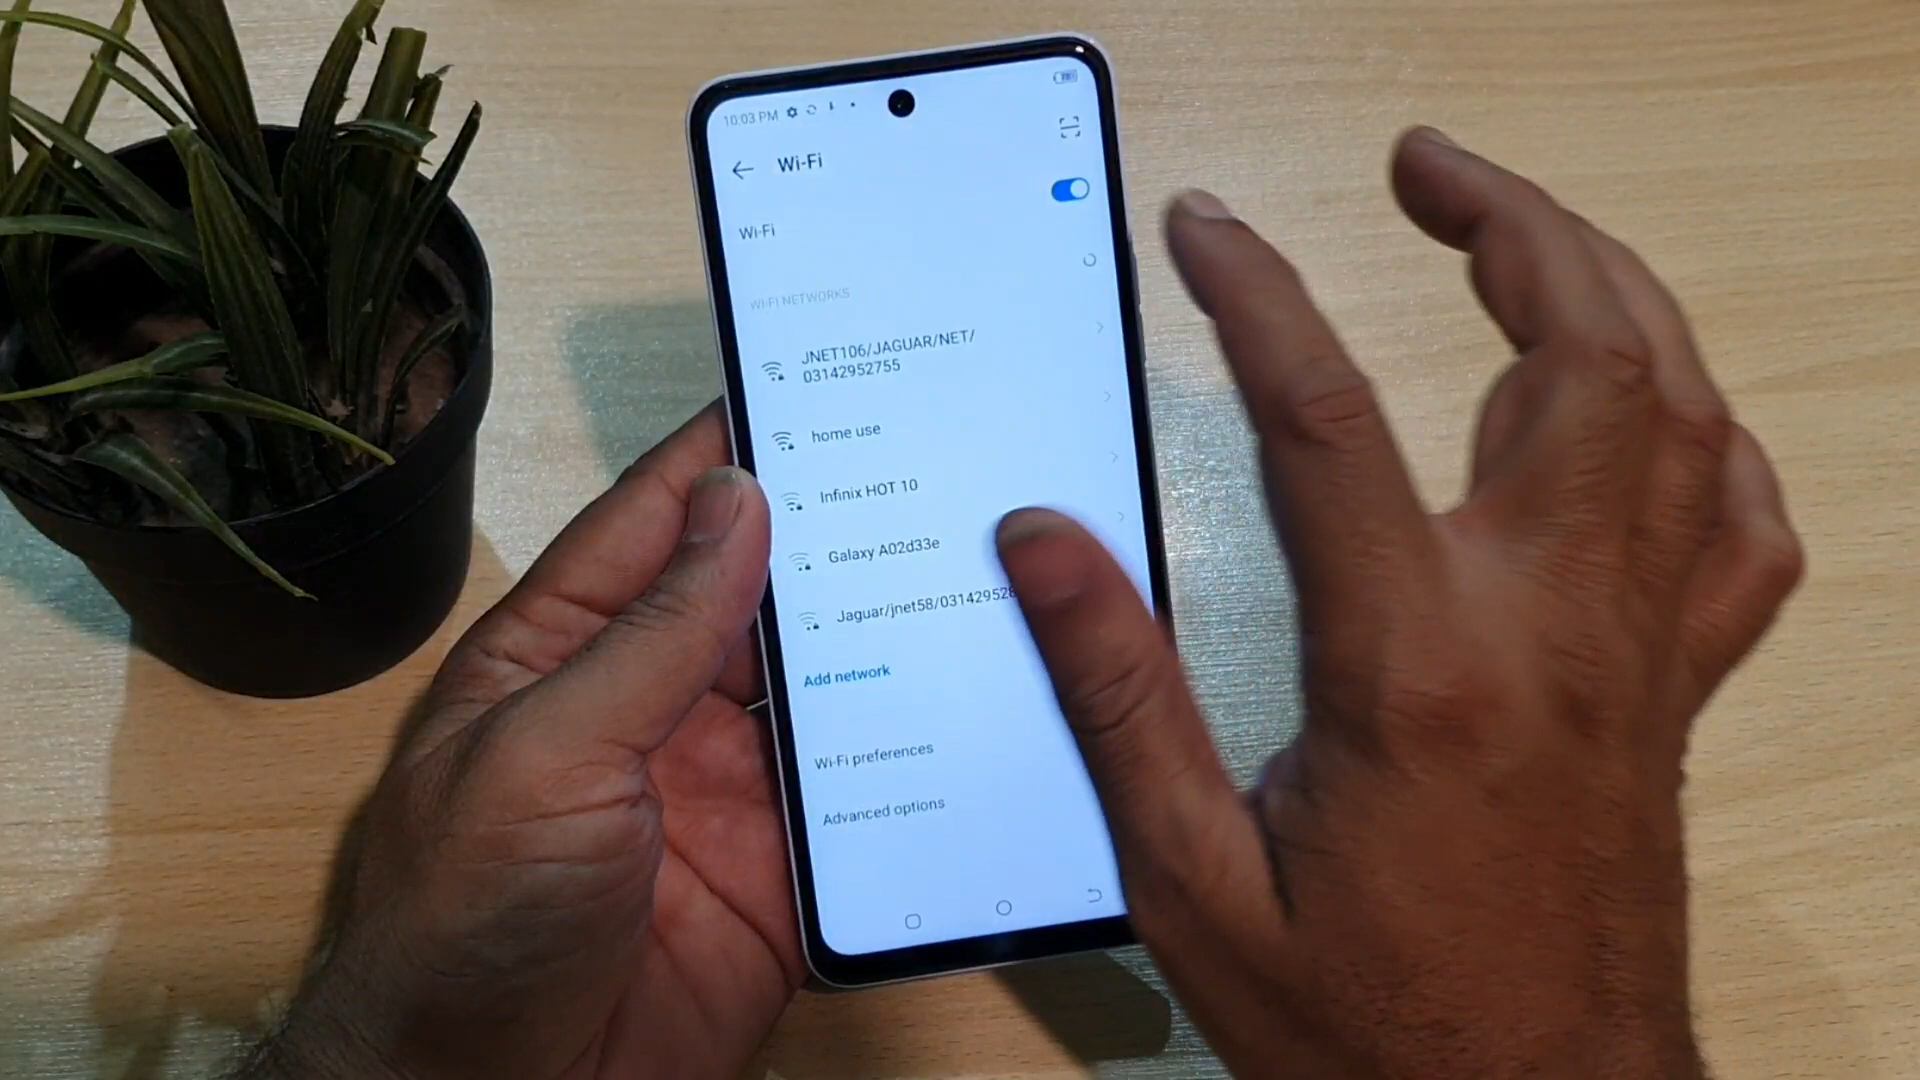 10:03 PM
Wi-Fi
Wi-Fi
WI-FI NETWORKS
JNET106/JAGUAR/NET/
03142952755
home use
Infinix HOT 10
Galaxy A02d33e
Jaguar/jnet58/031429528
Add network
Wi-Fi preferences
Advanced options